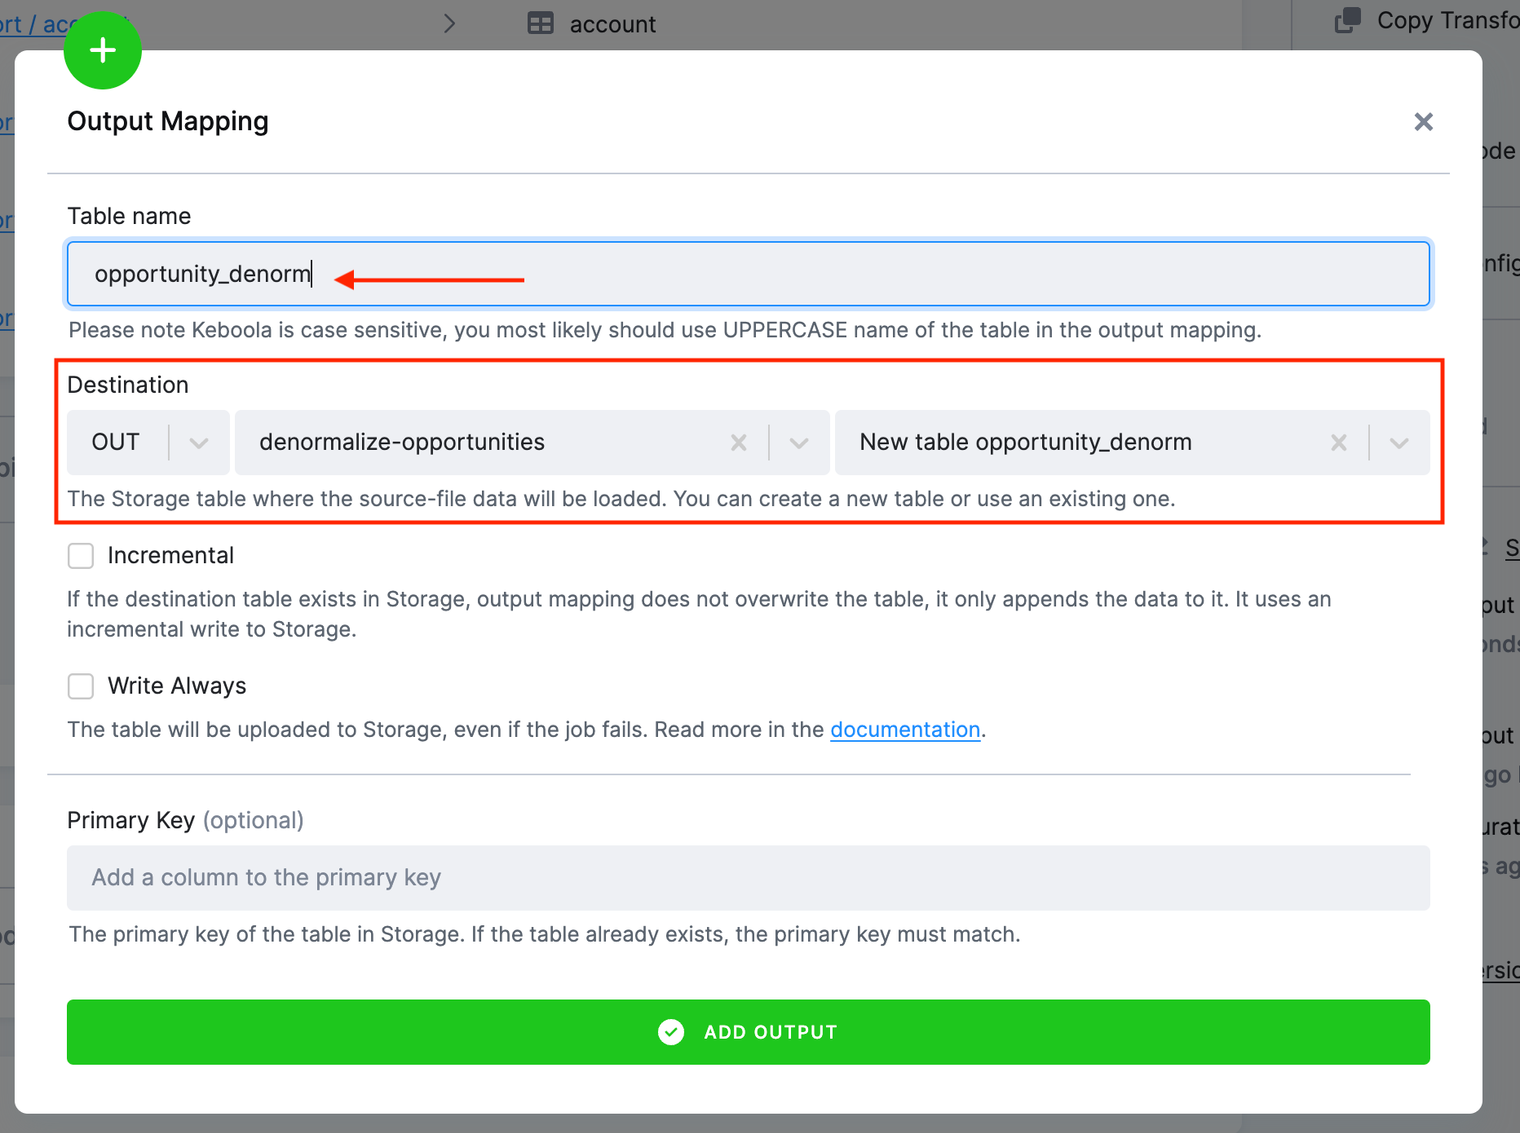 account
Copy Transfo
Output Mapping
Table name
opportunity_denorm
Please note Keboola is case sensitive, you most likely should use UPPERCASE name of the table in the output mapping.
Destination
OUT
denormalize-opportunities
New table opportunity_denorm
The Storage table where the source-file data will be loaded. You can create a new table or use an existing one.
Incremental
If the destination table exists in Storage, output mapping does not overwrite the table, it only appends the data to it. It uses an
incremental write to Storage.
Write Always
The table will be uploaded to Storage, even if the job fails. Read more in the documentation.
Primary Key (optional)
Add a column to the primary key
The primary key of the table in Storage. If the table already exists, the primary key must match.
ADD OUTPUT